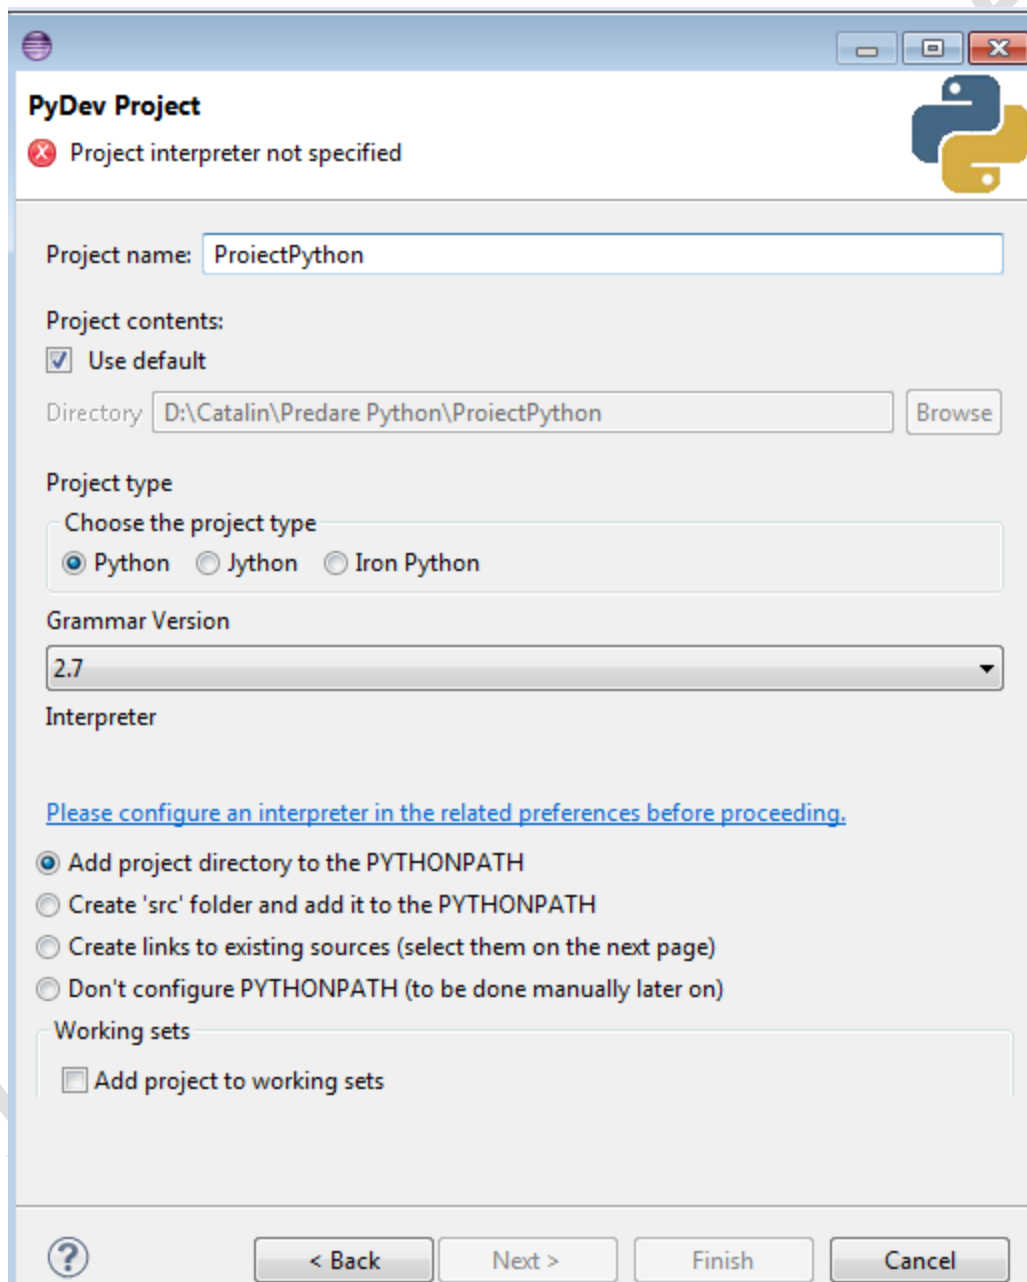 PyDev Project
Project interpreter not specified
Project name: ProiectPython
Project contents:
Use default
Directory D:\Catalin\Predare Python\ProiectPython Browse
Project type
Choose the project type
Python Jython Iron Python
Grammar Version
2.7
Interpreter
Please configure an interpreter in the related preferences before proceeding.
Add project directory to the PYTHONPATH
Create 'src' folder and add it to the PYTHONPATH
Create links to existing sources (select them on the next page)
Don't configure PYTHONPATH (to be done manually later on)
Working sets
Add project to working sets
? < Back Next > Finish Cancel